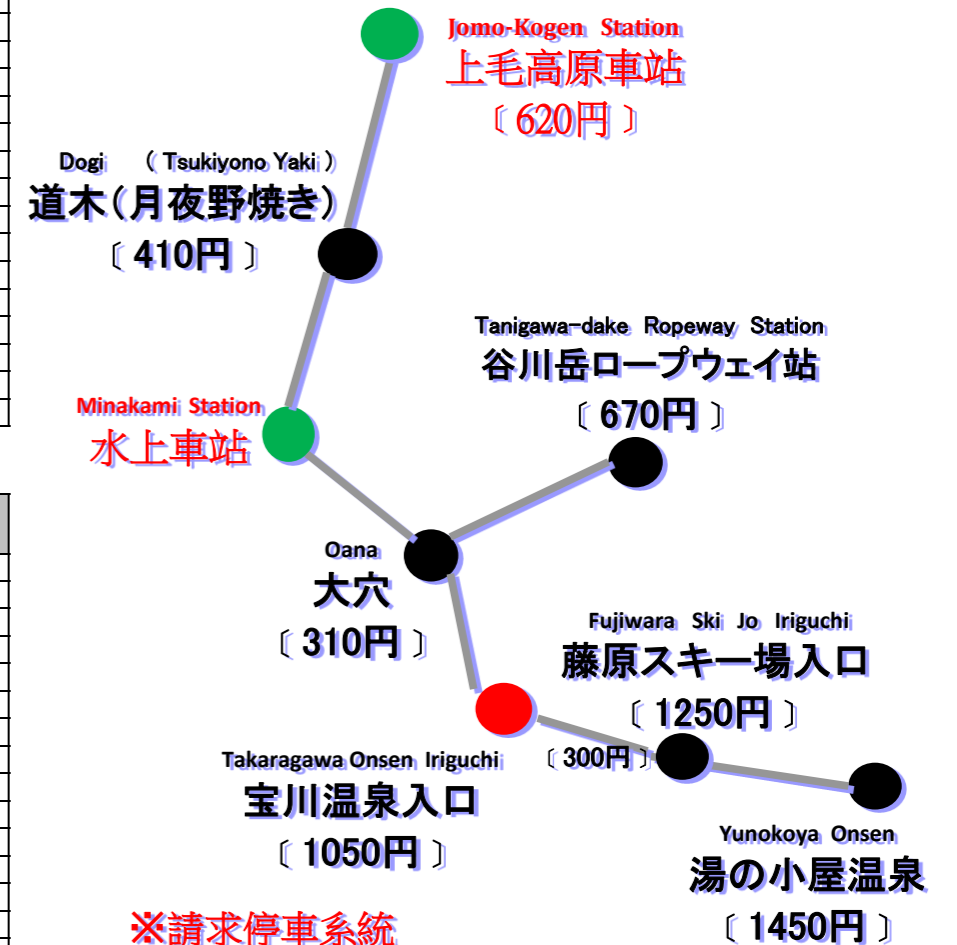 Jomo-Kogen Station
上毛高原車站
〔 620円 〕
Dogi （ Tsukiyono Yaki ）
道木（月夜野焼き）
〔 410円 〕
Tanigawa-dake Ropeway Station
谷川岳ロープウェイ站
〔 670円 〕
Minakami Station
水上車站
Oana
大穴
〔 310円 〕
Fujiwara Ski Jo Iriguchi
藤原スキー場入口
〔 1250円 〕
〔 300円 〕
Takaragawa Onsen Iriguchi
宝川温泉入口
〔 1050円 〕
Yunokoya Onsen
湯の小屋温泉
〔 1450円 〕
※請求停車系統